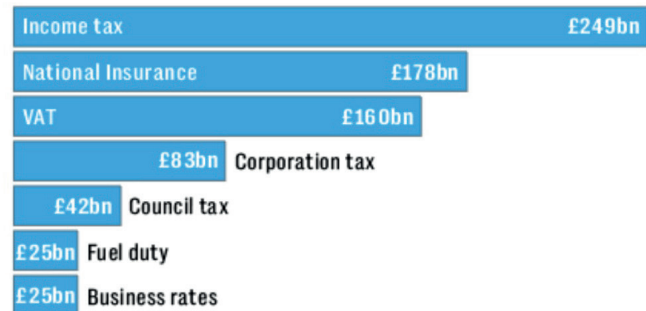 Income tax £249bn
National Insurance £178bn
VAT £160bn
£83bn Corporation tax
£42bn Council tax
£25bn Fuel duty
£25bn Business rates